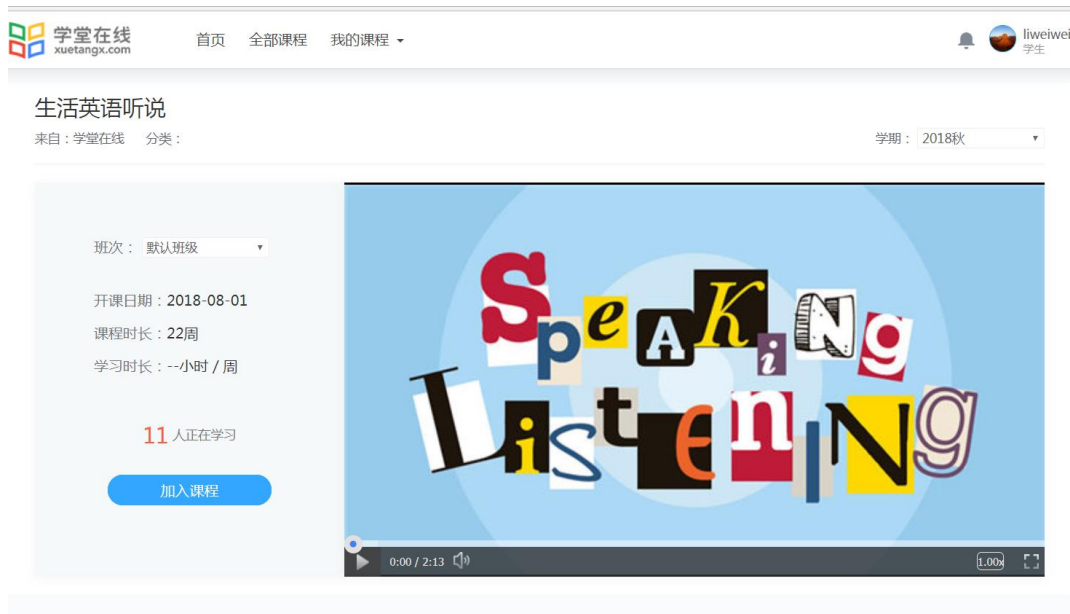 学堂在线
xuetangx.com
首页 全部课程 我的课程
liweiwei
学生
生活英语听说
来自：学堂在线 分类：
学期： 2018秋
班次： 默认班级
开课日期：2018-08-01
课程时长：22周
学习时长：--小时 / 周
11 人正在学习
加入课程
SpeAKiNg
LisTENING
0:00 / 2:13
1.00x